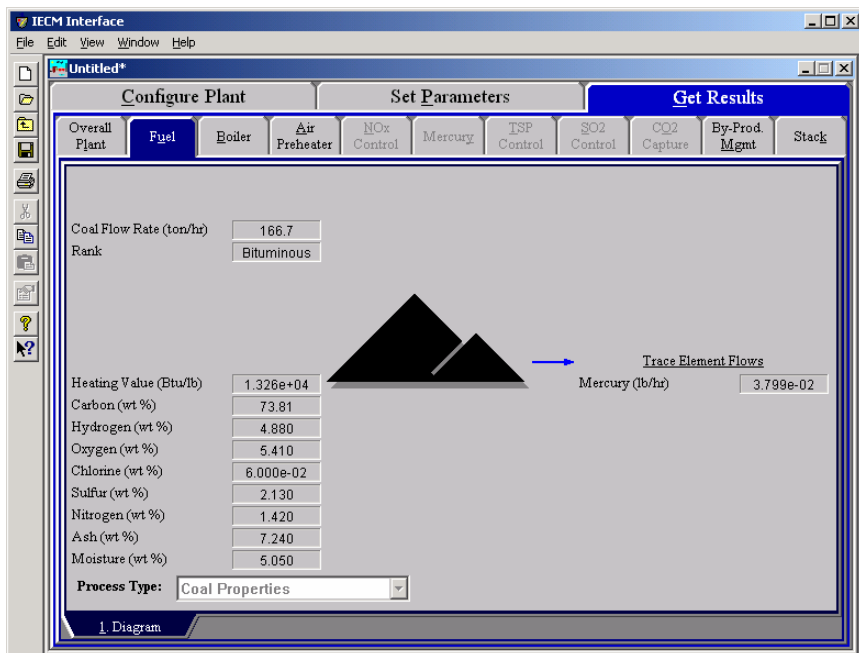 IECM Interface
File Edit View Window Help
Untitled*
Configure Plant Set Parameters Get Results
Overall Plant Fuel Boiler Air Preheater NOx Control Mercury TSP Control SO2 Control CO2 Capture By-Prod. Mgmt Stack
Coal Flow Rate (ton/hr) 166.7
Rank Bituminous
Trace Element Flows
Heating Value (Btu/lb) 1.326e+04 Mercury (lb/hr) 3.799e-02
Carbon (wt %) 73.81
Hydrogen (wt %) 4.880
Oxygen (wt %) 5.410
Chlorine (wt %) 6.000e-02
Sulfur (wt %) 2.130
Nitrogen (wt %) 1.420
Ash (wt %) 7.240
Moisture (wt %) 5.050
Process Type: Coal Properties
1. Diagram